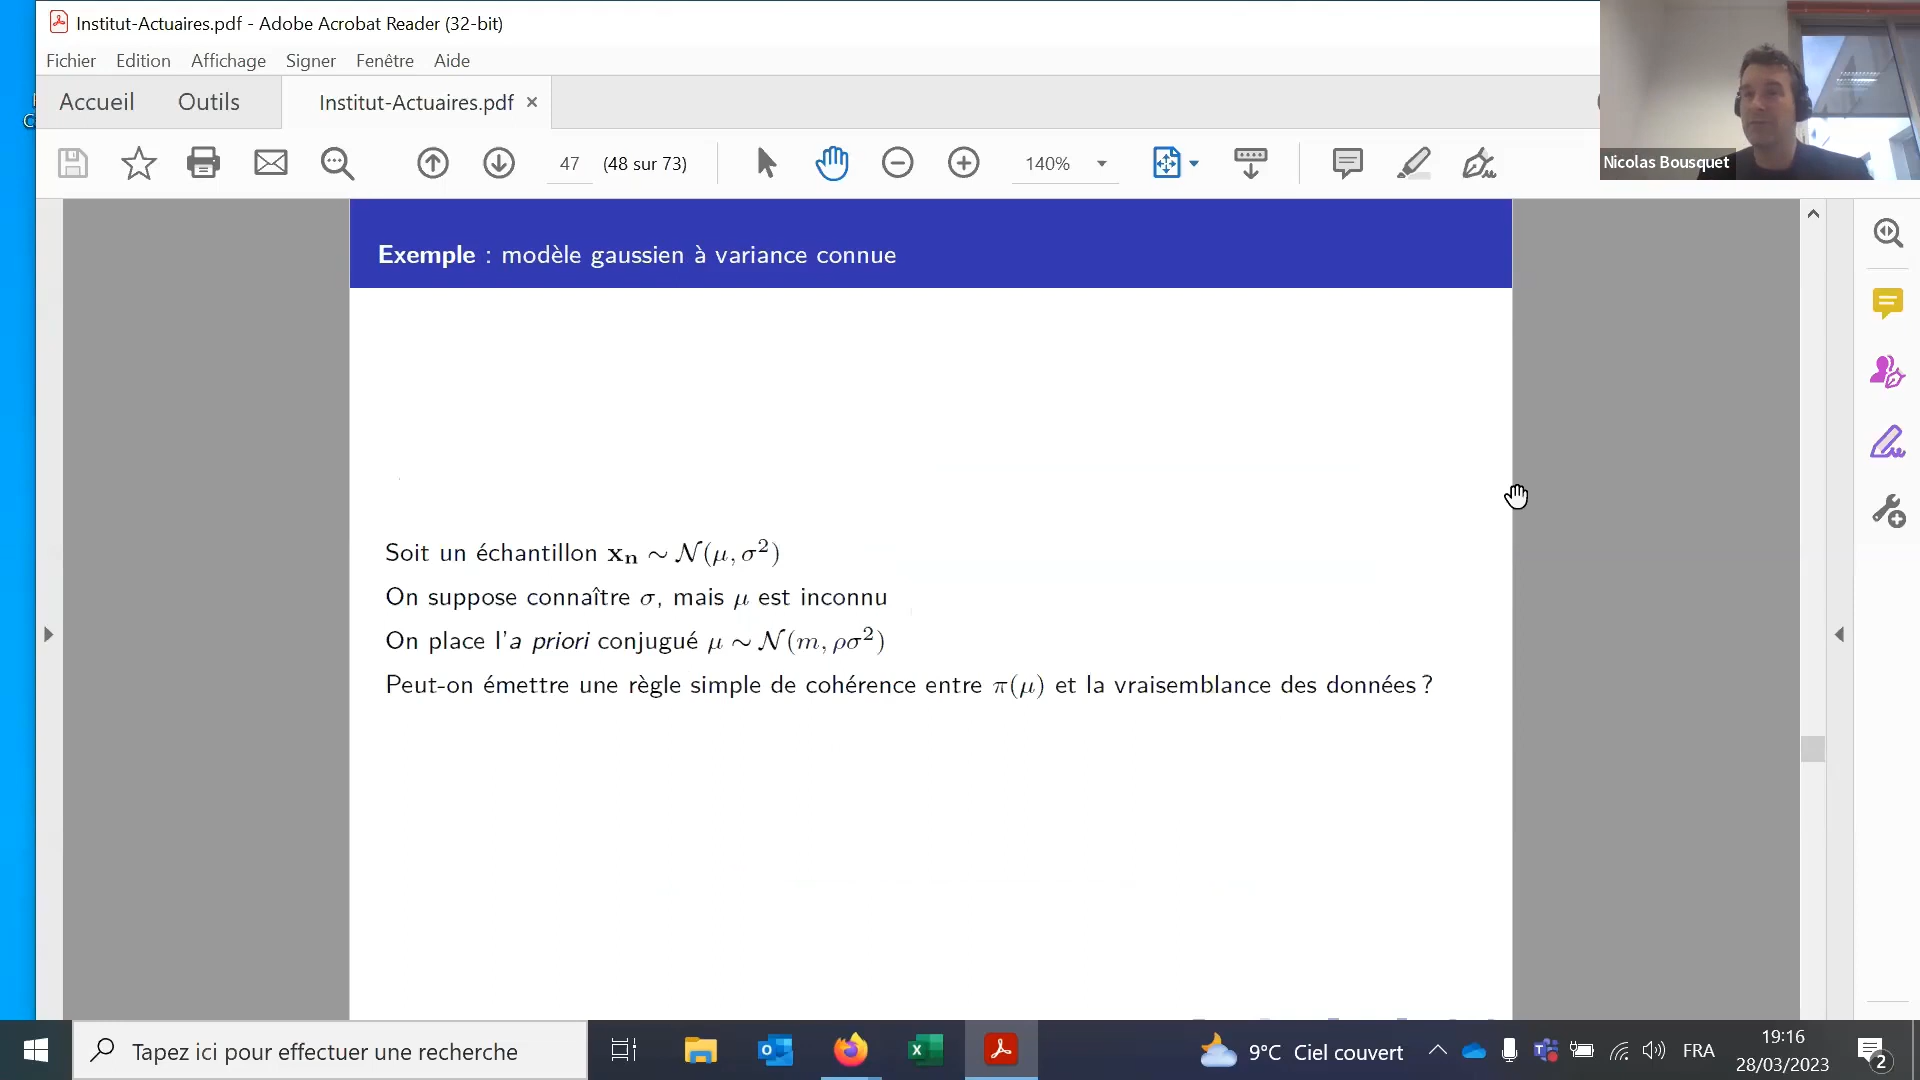 Institut-Actuaires.pdf - Adobe Acrobat Reader (32-bit)
Fichier Edition Affichage Signer Fenêtre Aide
Accueil Outils Institut-Actuaires.pdf ×
47 (48 sur 73) 140%
Nicolas Bousquet
Exemple : modèle gaussien à variance connue
Soit un échantillon xₙ ∼ 𝒩(μ, σ²)
On suppose connaître σ, mais μ est inconnu
On place l'a priori conjugué μ ∼ 𝒩(m, ρσ²)
Peut-on émettre une règle simple de cohérence entre π(μ) et la vraisemblance des données ?
Tapez ici pour effectuer une recherche
9°C Ciel couvert
FRA
19:16
28/03/2023
2